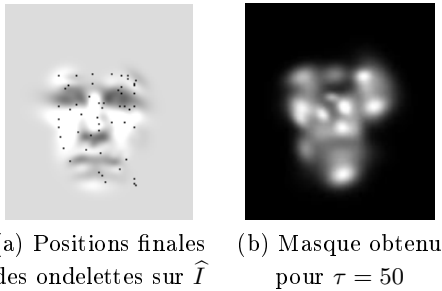 a) Positions finales
des ondelettes sur Î
(b) Masque obtenu
pour τ = 50